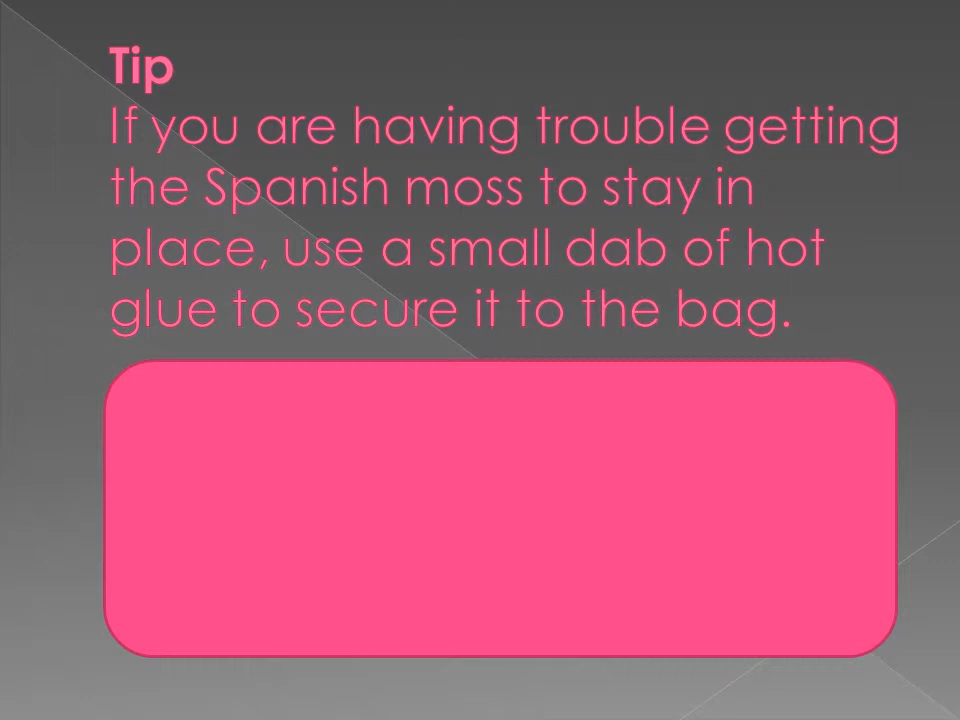 Tip
If you are having trouble getting
the Spanish moss to stay in
place, use a small dab of hot
glue to secure it to the bag.